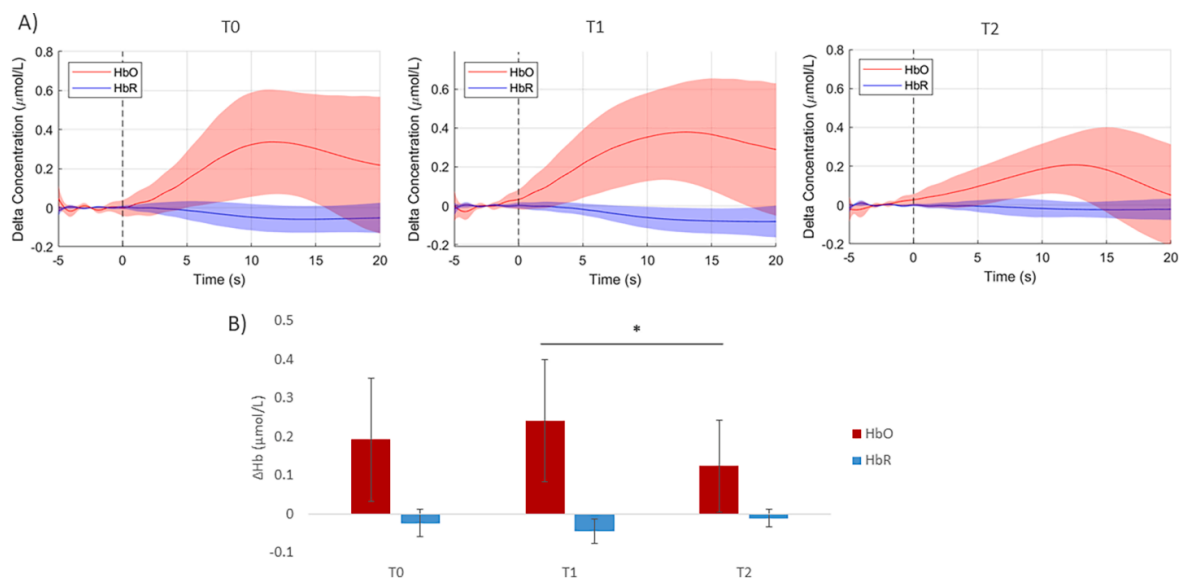 A)
T0
T1
T2
Delta Concentration (μmol/L)
0.8
0.6
0.4
0.2
0
-0.2
HbO
HbR
-5
0
5
10
15
20
Time (s)
Delta Concentration (μmol/L)
0.8
0.6
0.4
0.2
0
-0.2
HbO
HbR
-5
0
5
10
15
20
Time (s)
Delta Concentration (μmol/L)
0.8
0.6
0.4
0.2
0
0.2
HbO
HbR
-5
0
5
10
15
20
Time (s)
B)
ΔHb (μmol/L)
0.5
0.4
0.3
0.2
0.1
0
-0.1
*
T0
T1
T2
HbO
HbR